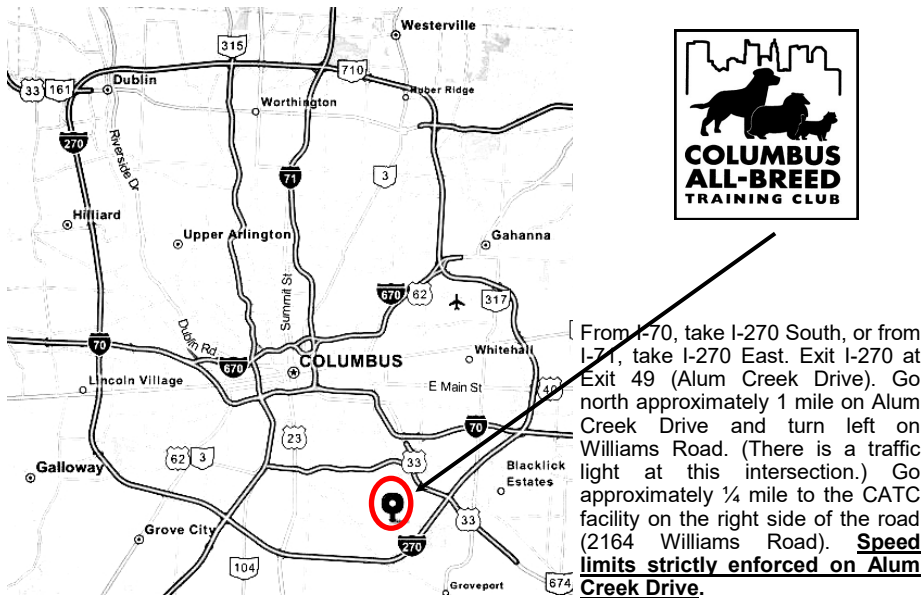 Westerville
315
710
33
161
Dublin
Huber Ridge
Worthington
270
Riverside Dr
71
3
Hilliard
Upper Arlington
Gahanna
Summit St
670
62
317
70
Dublin Rd
Whitehall
670
COLUMBUS
Lincoln Village
E Main St
40
70
23
62
3
33
Galloway
Blacklick
Estates
33
Grove City
270
104
674
Groveport
COLUMBUS
ALL-BREED
TRAINING CLUB
From I-70, take I-270 South, or from
I-71, take I-270 East. Exit I-270 at
Exit 49 (Alum Creek Drive). Go
north approximately 1 mile on Alum
Creek Drive and turn left on
Williams Road. (There is a traffic
light at this intersection.) Go
approximately ¼ mile to the CATC
facility on the right side of the road
(2164 Williams Road). Speed
limits strictly enforced on Alum
Creek Drive.